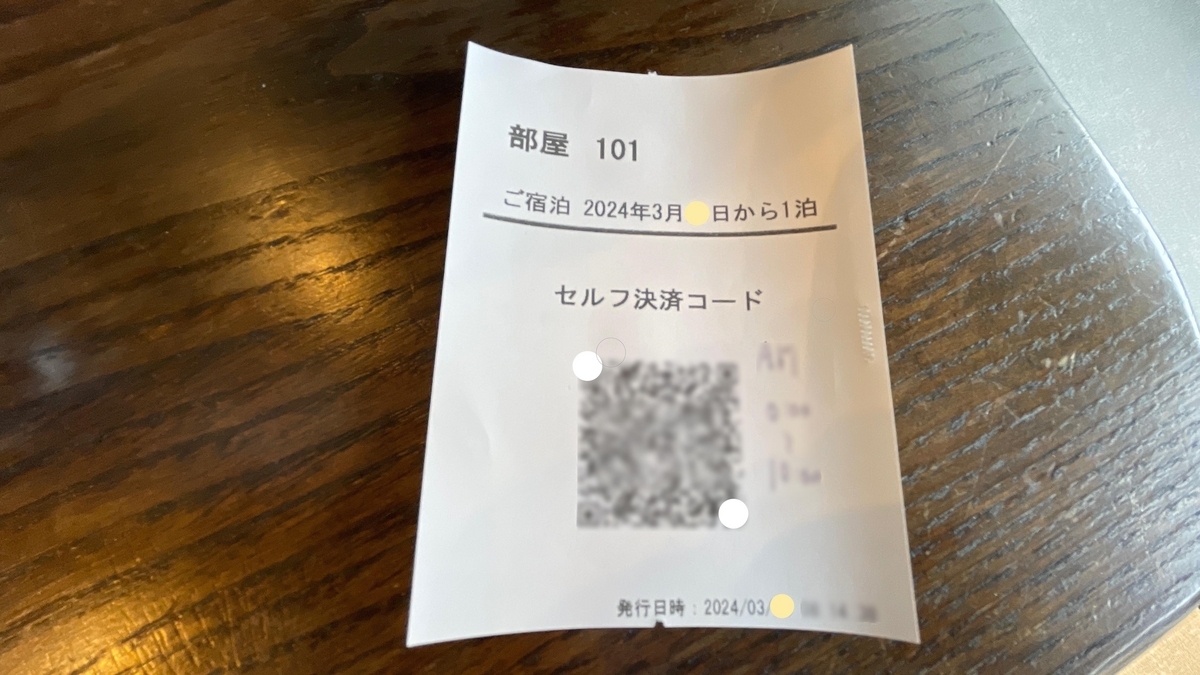 部屋 101
ご宿泊 2024年3月 日から1泊
セルフ決済コード
AM
発行日時：2024/03/